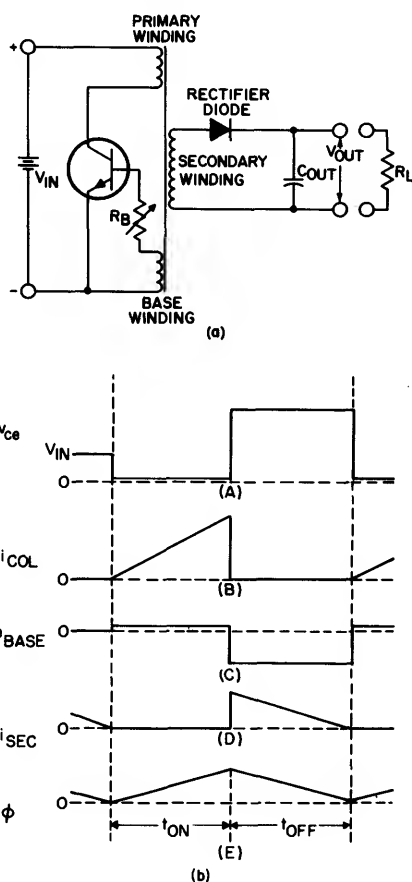 PRIMARY
WINDING
+
RECTIFIER
DIODE
VIN
SECONDARY
WINDING
COUT
VOUT
RL
RB
-
BASE
WINDING
(a)
vce
VIN
0
(A)
iCOL
0
(B)
0
BASE
(C)
iSEC
0
(D)
ϕ
0
tON
tOFF
(E)
(b)